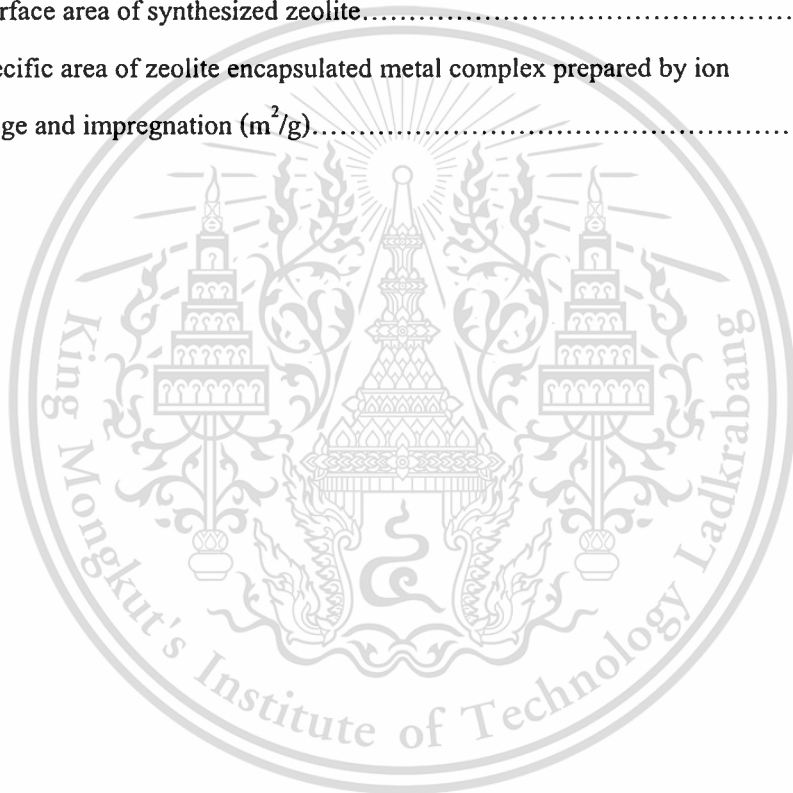 rface area of synthesized zeolite......................................................
ecific area of zeolite encapsulated metal complex prepared by ion
ge and impregnation (m²/g)............................................................
King Mongkut's Institute of Technology Ladkrabang